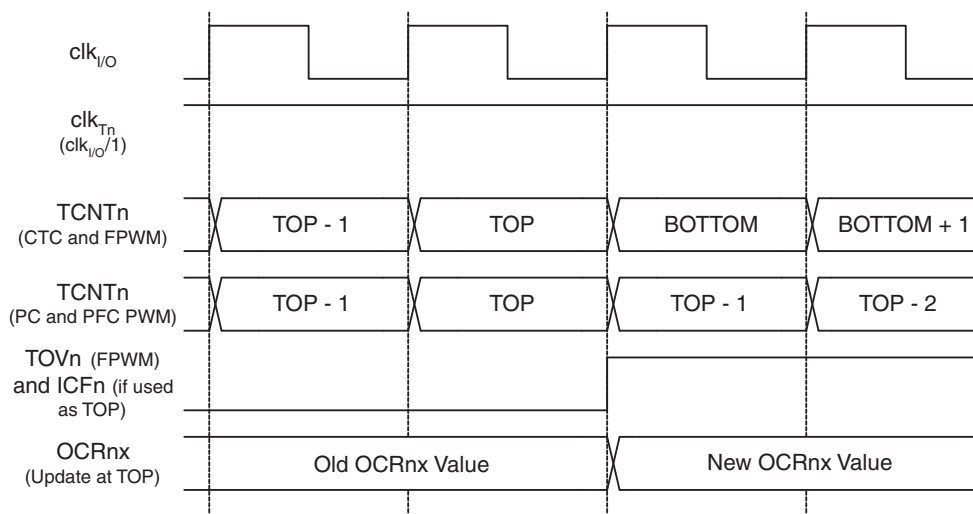 clkI/O
clkTn
(clkI/O/1)
TCNTn
(CTC and FPWM)
TOP - 1
TOP
BOTTOM
BOTTOM + 1
TCNTn
(PC and PFC PWM)
TOP - 1
TOP
TOP - 1
TOP - 2
TOVn (FPWM)
and ICFn (if used
as TOP)
OCRnx
(Update at TOP)
Old OCRnx Value
New OCRnx Value